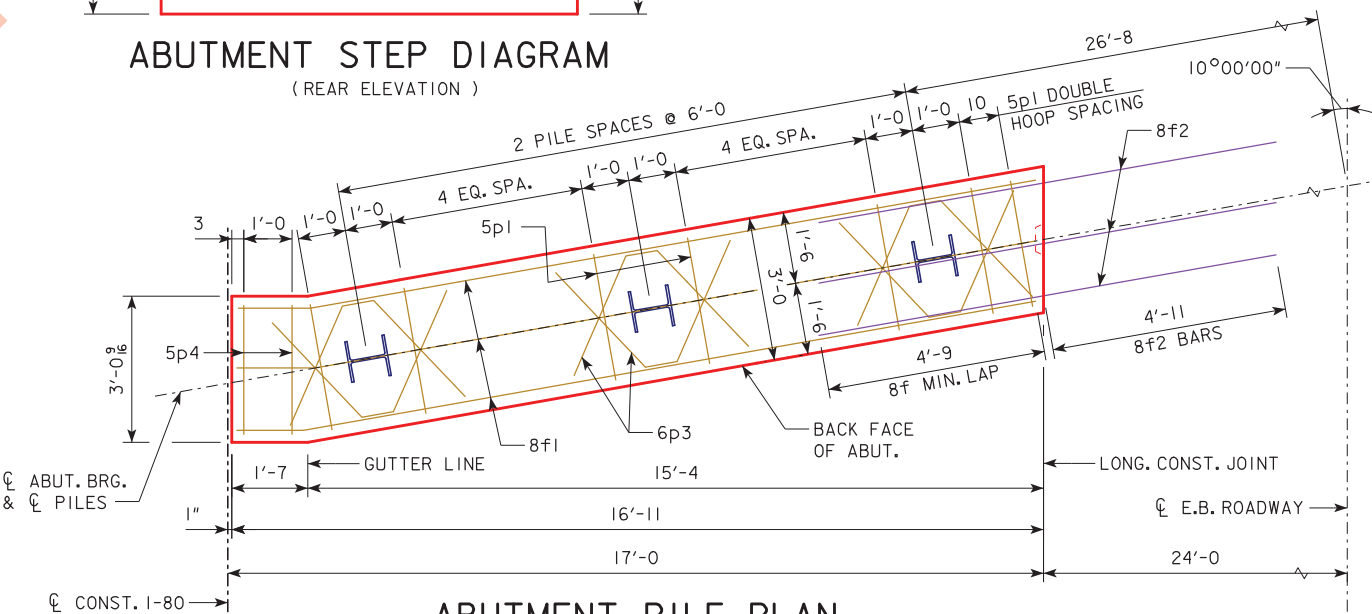 ABUTMENT STEP DIAGRAM
( REAR ELEVATION )
26'-8
10°00'00"
2 PILE SPACES @ 6'-0
1'-0
1'-0
10
5p1 DOUBLE
HOOP SPACING
8f2
4 EQ. SPA.
1'-0
1'-0
4 EQ. SPA.
3
1'-0
1'-0
1'-0
5p1
1'-6
3'-0
1'-6
5p4
3'-0 9/16
4'-11
8f2 BARS
4'-9
8f MIN. LAP
8f1
6p3
BACK FACE
OF ABUT.
GUTTER LINE
LONG. CONST. JOINT
℄ ABUT. BRG.
& ℄ PILES
1'-7
15'-4
1"
16'-11
℄ E.B. ROADWAY
17'-0
24'-0
℄ CONST. I-80
ABUTMENT PILE PLAN